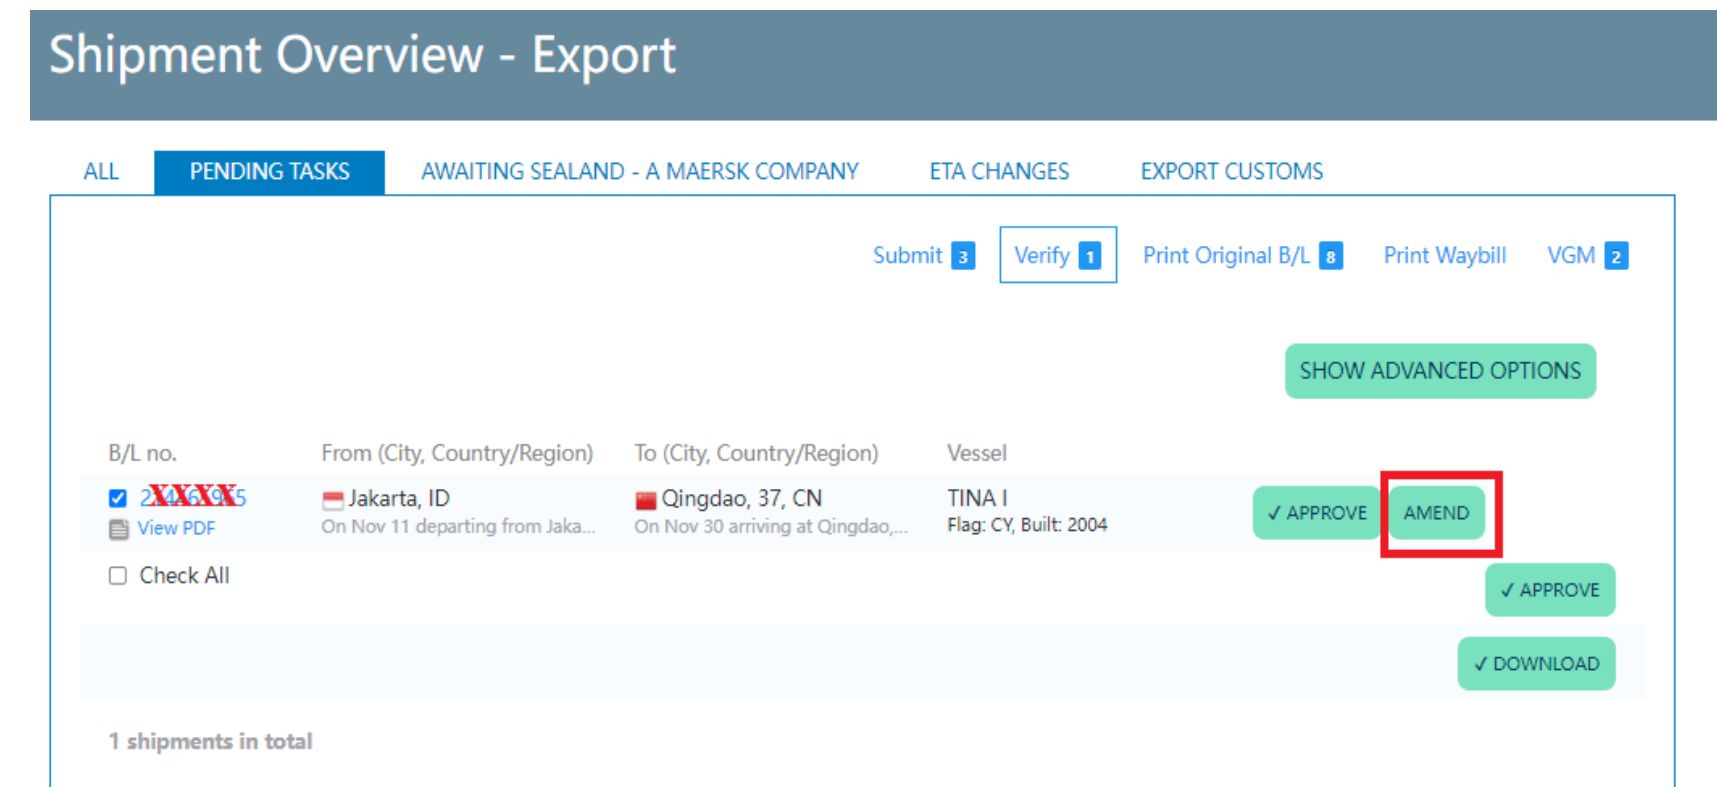 Shipment Overview - Export
ALL PENDING TASKS AWAITING SEALAND - A MAERSK COMPANY ETA CHANGES EXPORT CUSTOMS
Submit 3 Verify 1 Print Original B/L 8 Print Waybill VGM 2
SHOW ADVANCED OPTIONS
B/L no. From (City, Country/Region) To (City, Country/Region) Vessel
XXXX Jakarta, ID Qingdao, 37, CN TINA I
View PDF On Nov 11 departing from Jaka... On Nov 30 arriving at Qingdao,... Flag: CY, Built: 2004
✓ APPROVE AMEND
Check All
✓ APPROVE
✓ DOWNLOAD
1 shipments in total